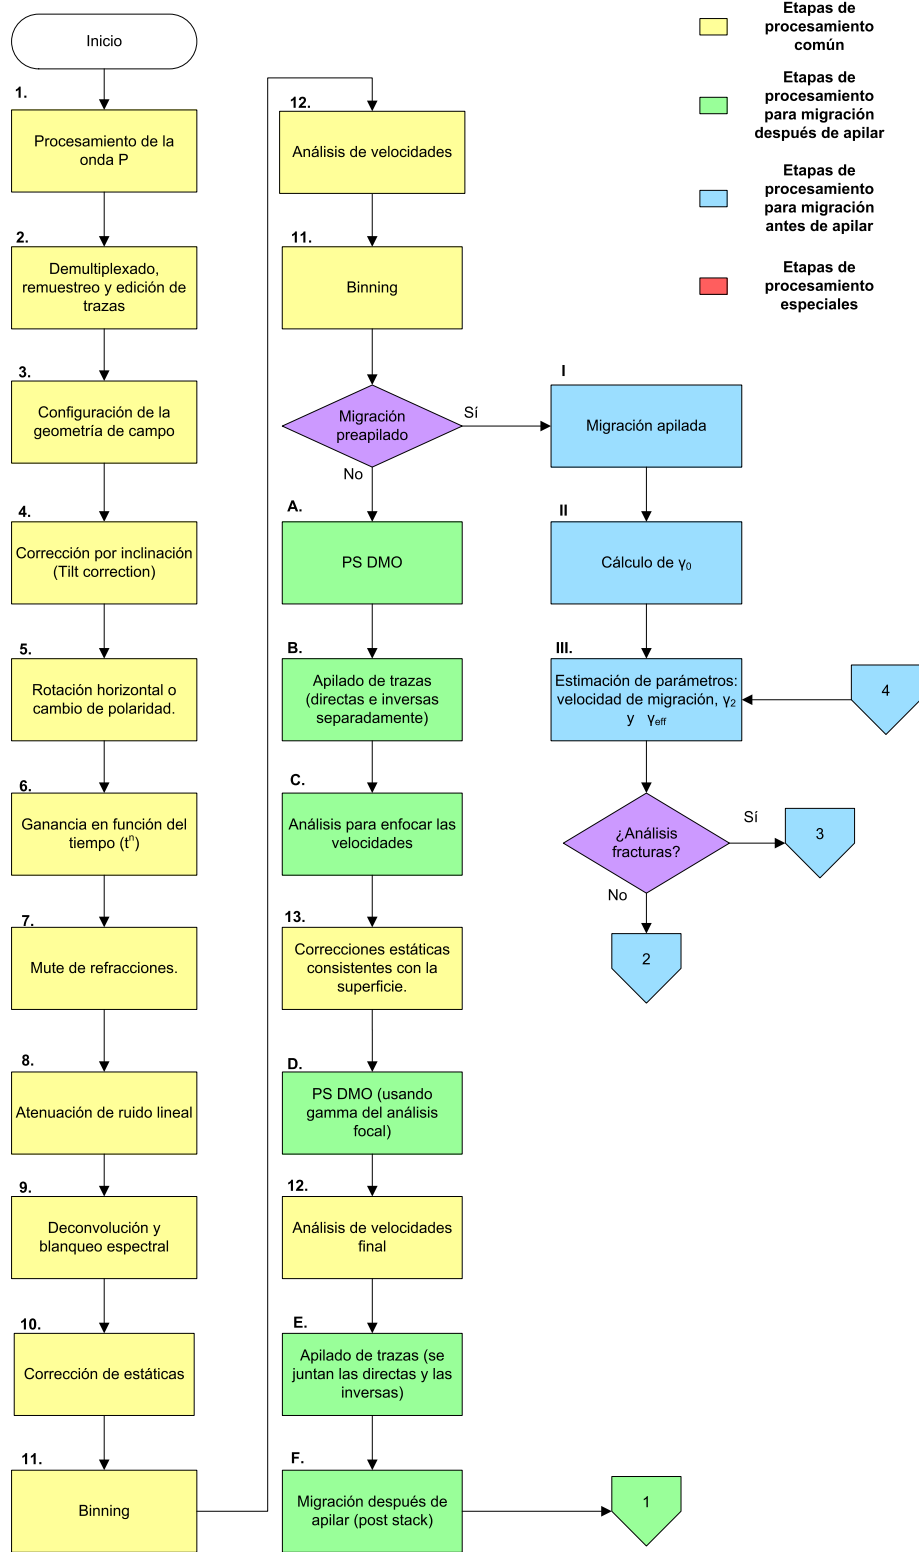 Inicio
1.
Procesamiento de la
onda P
2.
Demultiplexado,
remuestreo y edición de
trazas
3.
Configuración de la
geometría de campo
4.
Corrección por inclinación
(Tilt correction)
5.
Rotación horizontal o
cambio de polaridad.
6.
Ganancia en función del
tiempo (tⁿ)
7.
Mute de refracciones.
8.
Atenuación de ruido lineal
9.
Deconvolución y
blanqueo espectral
10.
Corrección de estáticas
11.
Binning
12.
Análisis de velocidades
11.
Binning
Migración
preapilado
Sí
No
A.
PS DMO
B.
Apilado de trazas
(directas e inversas
separadamente)
C.
Análisis para enfocar las
velocidades
13.
Correcciones estáticas
consistentes con la
superficie.
D.
PS DMO (usando
gamma del análisis
focal)
12.
Análisis de velocidades
final
E.
Apilado de trazas (se
juntan las directas y las
inversas)
F.
Migración después de
apilar (post stack)
1
I
Migración apilada
II
Cálculo de γ₀
III.
Estimación de parámetros:
velocidad de migración, γ₂
y γeff
4
¿Análisis
fracturas?
Sí
3
No
2
Etapas de
procesamiento
común
Etapas de
procesamiento
para migración
después de apilar
Etapas de
procesamiento
para migración
antes de apilar
Etapas de
procesamiento
especiales